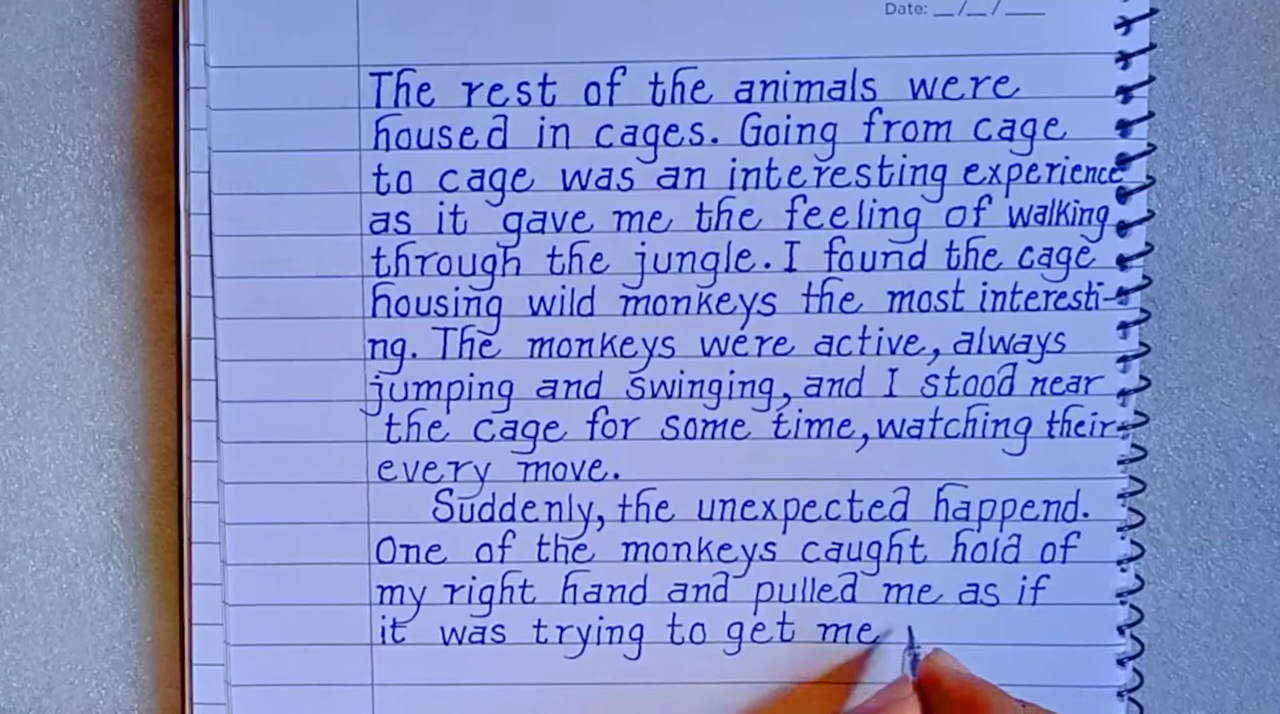 Date: __/__/____
The rest of the animals were
housed in cages. Going from cage
to cage was an interesting experience
as it gave me the feeling of walking
through the jungle. I found the cage
housing wild monkeys the most interesti-
ng. The monkeys were active, always
jumping and swinging, and I stood near
the cage for some time, watching their
every move.
Suddenly, the unexpected happend.
One of the monkeys caught hold of
my right hand and pulled me as if
it was trying to get me